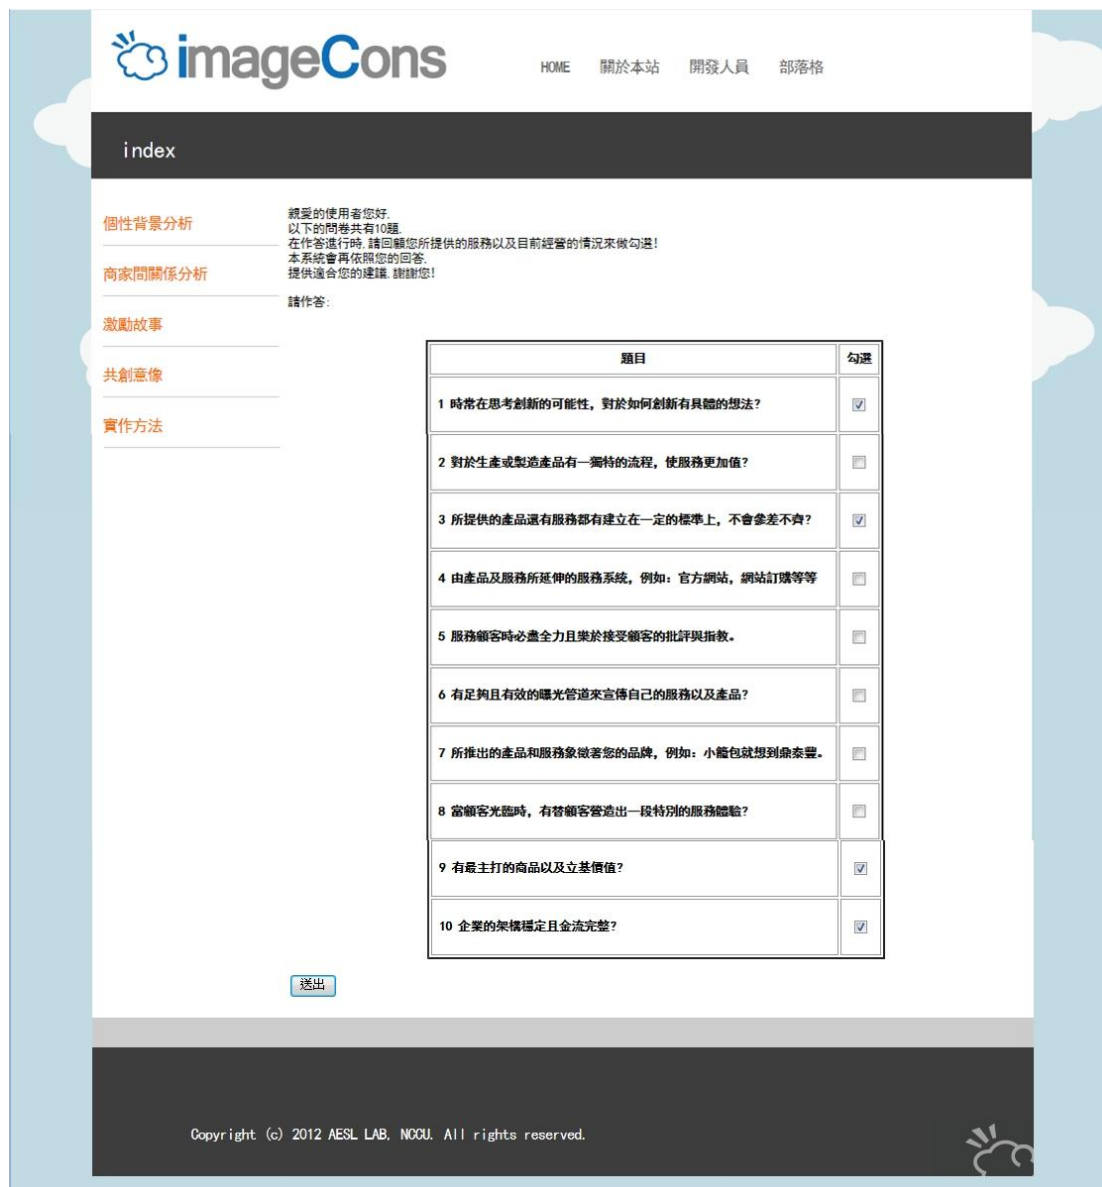 imageCons
HOME 關於本站 開發人員 部落格
index
個性背景分析
商家間關係分析
激勵故事
共創意像
實作方法
親愛的使用者您好.
以下的問卷共有10題.
在作答進行時.請回顧您所提供的服務以及目前經營的情況來做勾選!
本系統會再依照您的回答.
提供適合您的建議.謝謝您!
請作答:
題目 勾選
1 時常在思考創新的可能性，對於如何創新有具體的想法?
2 對於生產或製造產品有一獨特的流程，使服務更加值?
3 所提供的產品還有服務都有建立在一定的標準上，不會參差不齊?
4 由產品及服務所延伸的服務系統，例如：官方網站，網站訂購等等
5 服務顧客時必盡全力且樂於接受顧客的批評與指教。
6 有足夠且有效的曝光管道來宣傳自己的服務以及產品?
7 所推出的產品和服務象徵著您的品牌，例如：小籠包就想到鼎泰豐。
8 當顧客光臨時，有替顧客營造出一段特別的服務體驗?
9 有最主打的商品以及立基價值?
10 企業的架構穩定且金流完整?
送出
Copyright (c) 2012 AESL LAB, NCCU. All rights reserved.